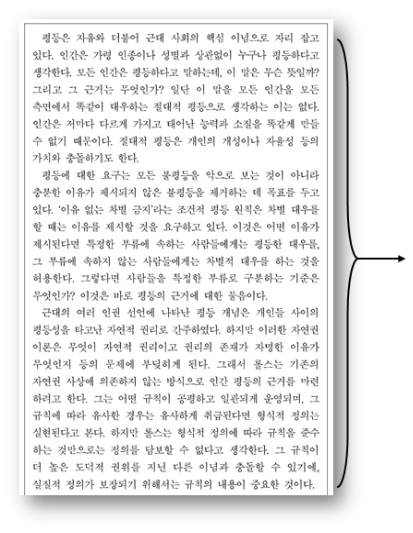 평등은 자유와 더불어 근대 사회의 핵심 이념으로 자리 잡고
있다. 인간은 가령 인종이나 성별과 상관없이 누구나 평등하다고
생각한다. 모든 인간은 평등하다고 말하는데, 이 말은 무슨 뜻일까?
그리고 그 근거는 무엇인가? 일단 이 말을 모든 인간을 모든
측면에서 똑같이 대우하는 절대적 평등으로 생각하는 이는 없다.
인간은 저마다 다르게 가지고 태어난 능력과 소질을 똑같게 만들
수 없기 때문이다. 절대적 평등은 개인의 개성이나 자율성 등의
가치와 충돌하기도 한다.
평등에 대한 요구는 모든 불평등을 악으로 보는 것이 아니라
충분한 이유가 제시되지 않은 불평등을 제거하는 데 목표를 두고
있다. ‘이유 없는 차별 금지’라는 조건적 평등 원칙은 차별 대우를
할 때는 이유를 제시할 것을 요구하고 있다. 이것은 어떤 이유가
제시된다면 특정한 부류에 속하는 사람들에게는 평등한 대우를,
그 부류에 속하지 않는 사람들에게는 차별적 대우를 하는 것을
허용한다. 그렇다면 사람들을 특정한 부류로 구분하는 기준은
무엇인가? 이것은 바로 평등의 근거에 대한 물음이다.
근대의 여러 인권 선언에 나타난 평등 개념은 개인들 사이의
평등성을 타고난 자연적 권리로 간주하였다. 하지만 이러한 자연권
이론은 무엇이 자연적 권리이고 권리의 존재가 자명한 이유가
무엇인지 등의 문제에 부딪히게 된다. 그래서 롤스는 기존의
자연권 사상에 의존하지 않는 방식으로 인간 평등의 근거를 마련
하려고 한다. 그는 어떤 규칙이 공평하고 일관되게 운영되며, 그
규칙에 따라 유사한 경우는 유사하게 취급된다면 형식적 정의는
실현된다고 본다. 하지만 롤스는 형식적 정의에 따라 규칙을 준수
하는 것만으로는 정의를 담보할 수 없다고 생각한다. 그 규칙이
더 높은 도덕적 권위를 지닌 다른 이념과 충돌할 수 있기에,
실질적 정의가 보장되기 위해서는 규칙의 내용이 중요한 것이다.